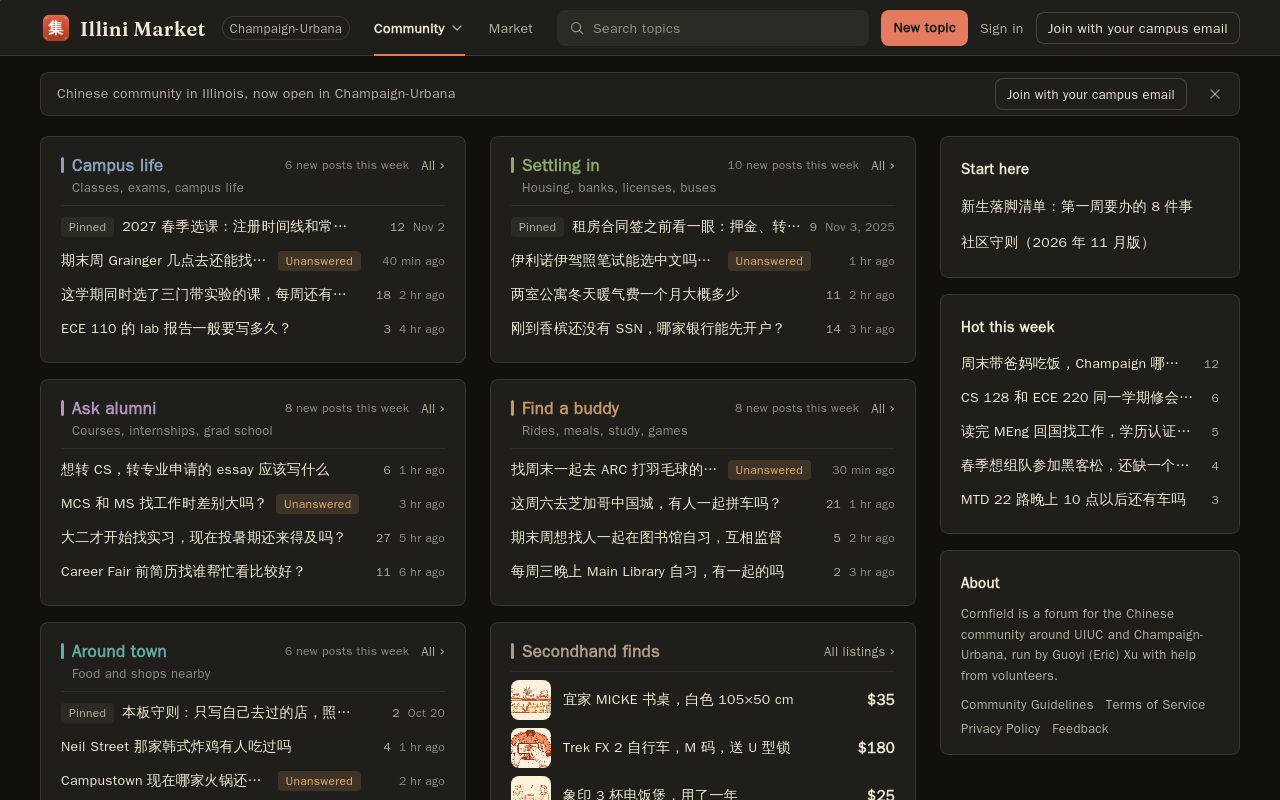 集 Illini Market Champaign-Urbana Community Market Search topics New topic Sign in Join with your campus email
Chinese community in Illinois, now open in Champaign-Urbana Join with your campus email
Campus life 6 new posts this week All ›
Classes, exams, campus life
Pinned 2027 春季选课：注册时间线和常… 12 Nov 2
期末周 Grainger 几点去还能找… Unanswered 40 min ago
这学期同时选了三门带实验的课，每周还有… 18 2 hr ago
ECE 110 的 lab 报告一般要写多久？ 3 4 hr ago
Settling in 10 new posts this week All ›
Housing, banks, licenses, buses
Pinned 租房合同签之前看一眼：押金、转… 9 Nov 3, 2025
伊利诺伊驾照笔试能选中文吗… Unanswered 1 hr ago
两室公寓冬天暖气费一个月大概多少 11 2 hr ago
刚到香槟还没有 SSN，哪家银行能先开户？ 14 3 hr ago
Ask alumni 8 new posts this week All ›
Courses, internships, grad school
想转 CS，转专业申请的 essay 应该写什么 6 1 hr ago
MCS 和 MS 找工作时差别大吗？ Unanswered 3 hr ago
大二才开始找实习，现在投暑期还来得及吗？ 27 5 hr ago
Career Fair 前简历找谁帮忙看比较好？ 11 6 hr ago
Find a buddy 8 new posts this week All ›
Rides, meals, study, games
找周末一起去 ARC 打羽毛球的… Unanswered 30 min ago
这周六去芝加哥中国城，有人一起拼车吗？ 21 1 hr ago
期末周想找人一起在图书馆自习，互相监督 5 2 hr ago
每周三晚上 Main Library 自习，有一起的吗 2 3 hr ago
Around town 6 new posts this week All ›
Food and shops nearby
Pinned 本板守则：只写自己去过的店，照… 2 Oct 20
Neil Street 那家韩式炸鸡有人吃过吗 4 1 hr ago
Campustown 现在哪家火锅还… Unanswered 2 hr ago
Secondhand finds All listings ›
宜家 MICKE 书桌，白色 105×50 cm $35
Trek FX 2 自行车，M 码，送 U 型锁 $180
象印 3 杯电饭煲，用了一年 $25
Start here
新生落脚清单：第一周要办的 8 件事
社区守则（2026 年 11 月版）
Hot this week
周末带爸妈吃饭，Champaign 哪… 12
CS 128 和 ECE 220 同一学期修会… 6
读完 MEng 回国找工作，学历认证… 5
春季想组队参加黑客松，还缺一个… 4
MTD 22 路晚上 10 点以后还有车吗 3
About
Cornfield is a forum for the Chinese
community around UIUC and Champaign-
Urbana, run by Guoyi (Eric) Xu with help
from volunteers.
Community Guidelines Terms of Service
Privacy Policy Feedback